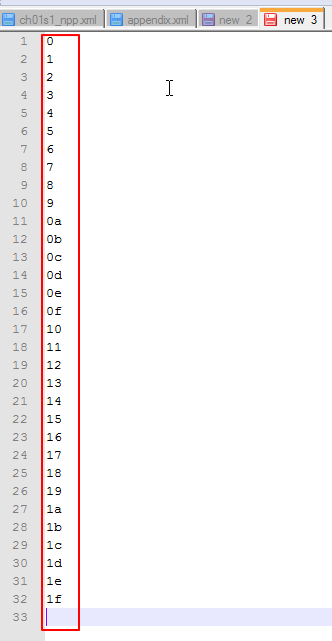 ch01s1_npp.xml appendix.xml new 2 new 3
1 0
2 1
3 2
4 3
5 4
6 5
7 6
8 7
9 8
10 9
11 0a
12 0b
13 0c
14 0d
15 0e
16 0f
17 10
18 11
19 12
20 13
21 14
22 15
23 16
24 17
25 18
26 19
27 1a
28 1b
29 1c
30 1d
31 1e
32 1f
33